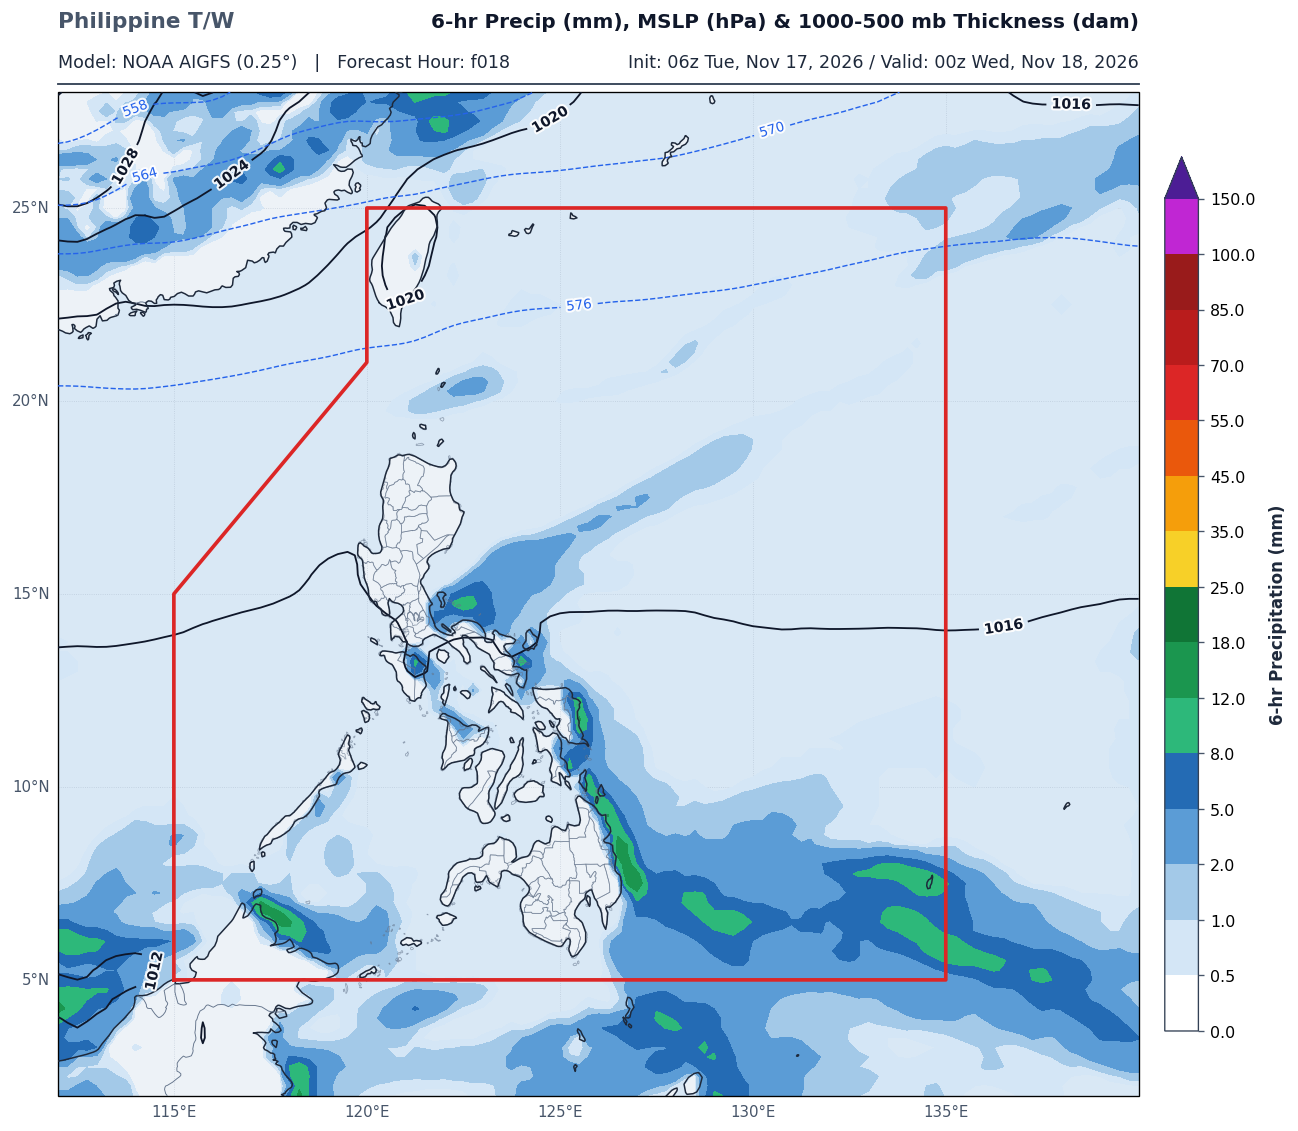 Philippine T/W
6-hr Precip (mm), MSLP (hPa) & 1000-500 mb Thickness (dam)
Model: NOAA AIGFS (0.25°) | Forecast Hour: f018
Init: 06z Tue, Nov 17, 2026 / Valid: 00z Wed, Nov 18, 2026
558
1020
1016
570
1028
564
1024
25°N
1020
576
20°N
15°N
1016
10°N
1012
5°N
115°E
120°E
125°E
130°E
135°E
150.0
100.0
85.0
70.0
55.0
45.0
35.0
25.0
18.0
12.0
8.0
5.0
2.0
1.0
0.5
0.0
6-hr Precipitation (mm)